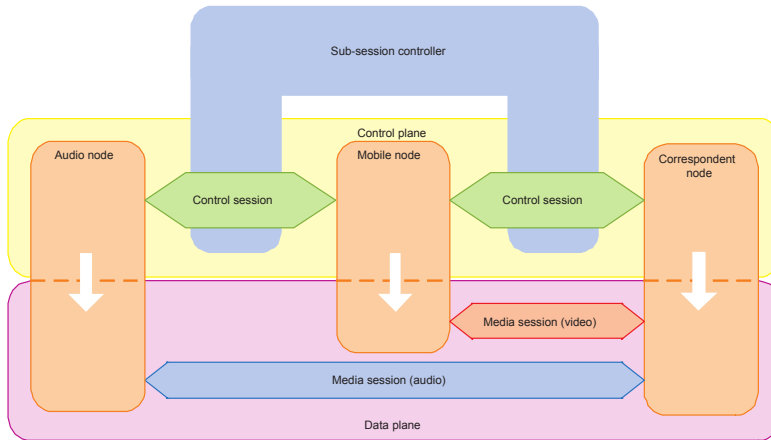 Sub-session controller
Control plane
Audio node
Mobile node
Correspondent
node
Control session
Control session
Media session (video)
Media session (audio)
Data plane